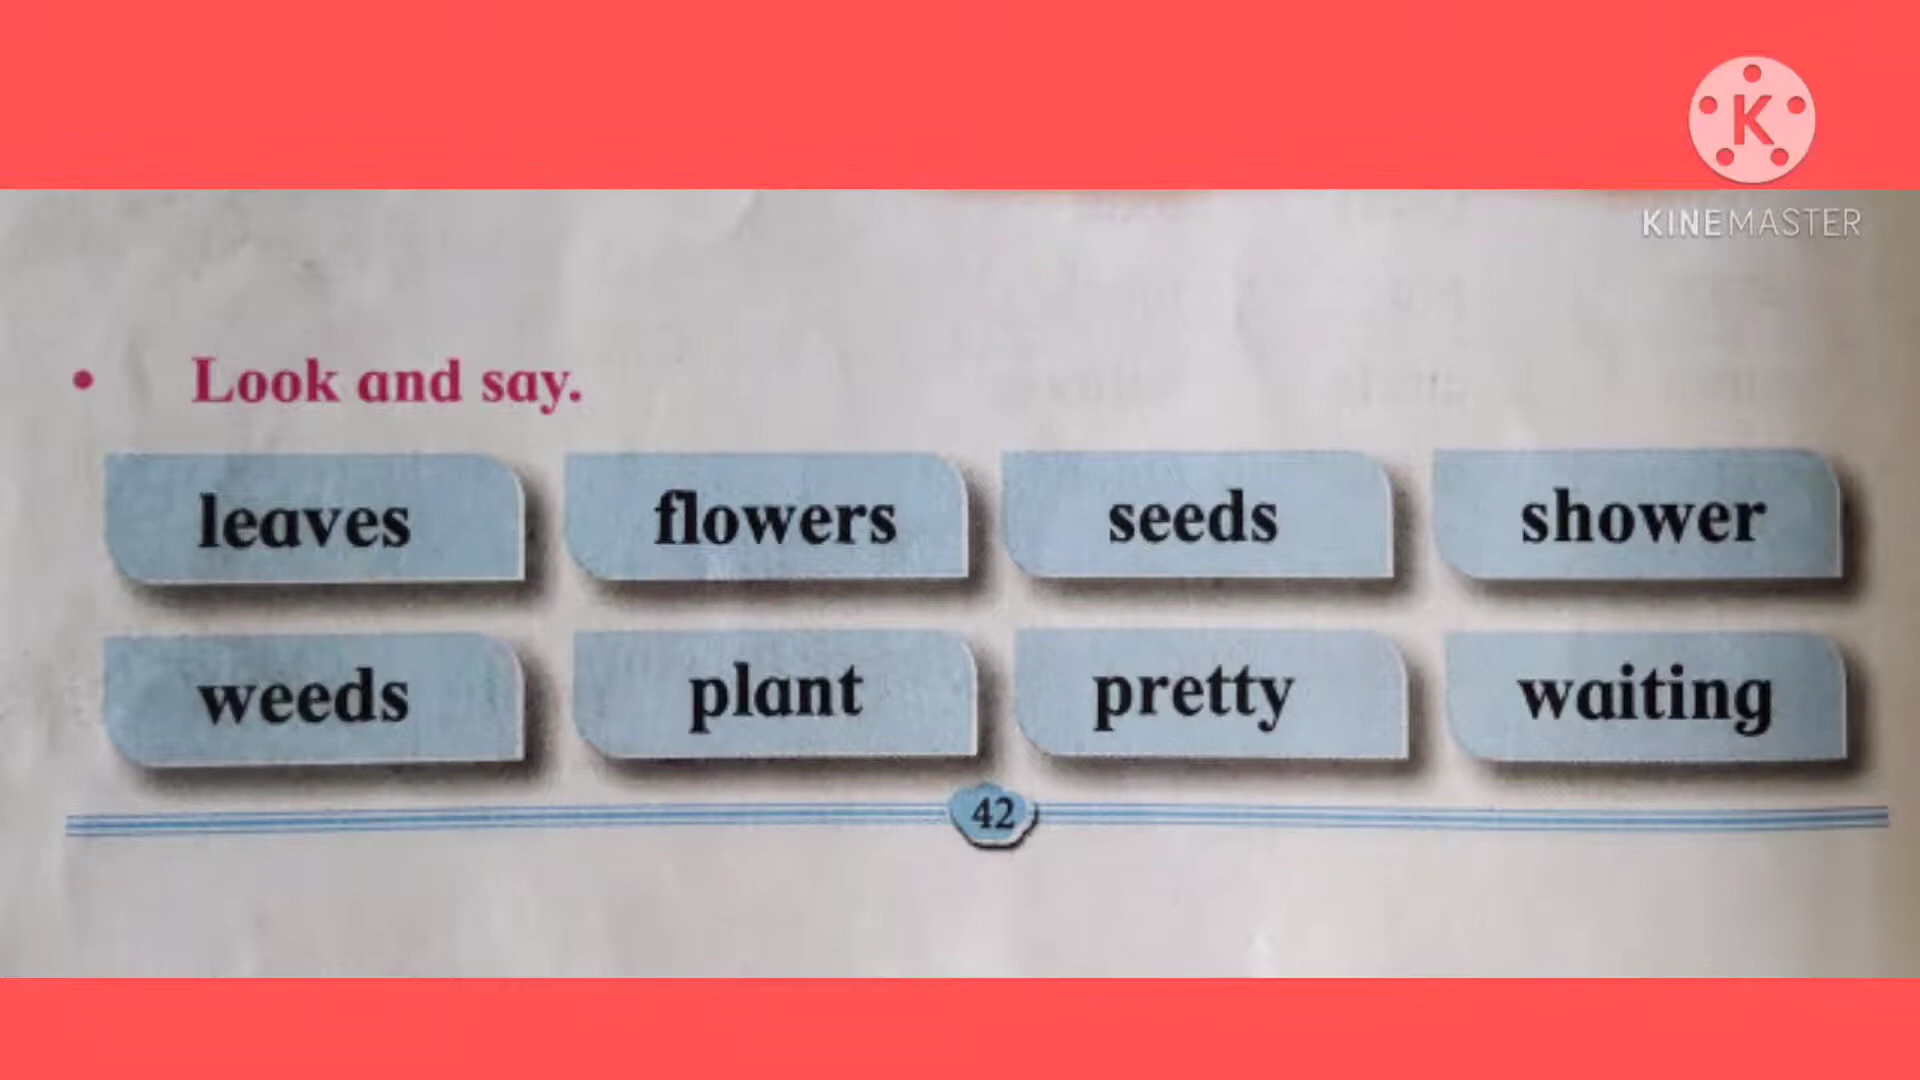 KINEMASTER
• Look and say.
leaves flowers seeds shower
weeds plant pretty waiting
42